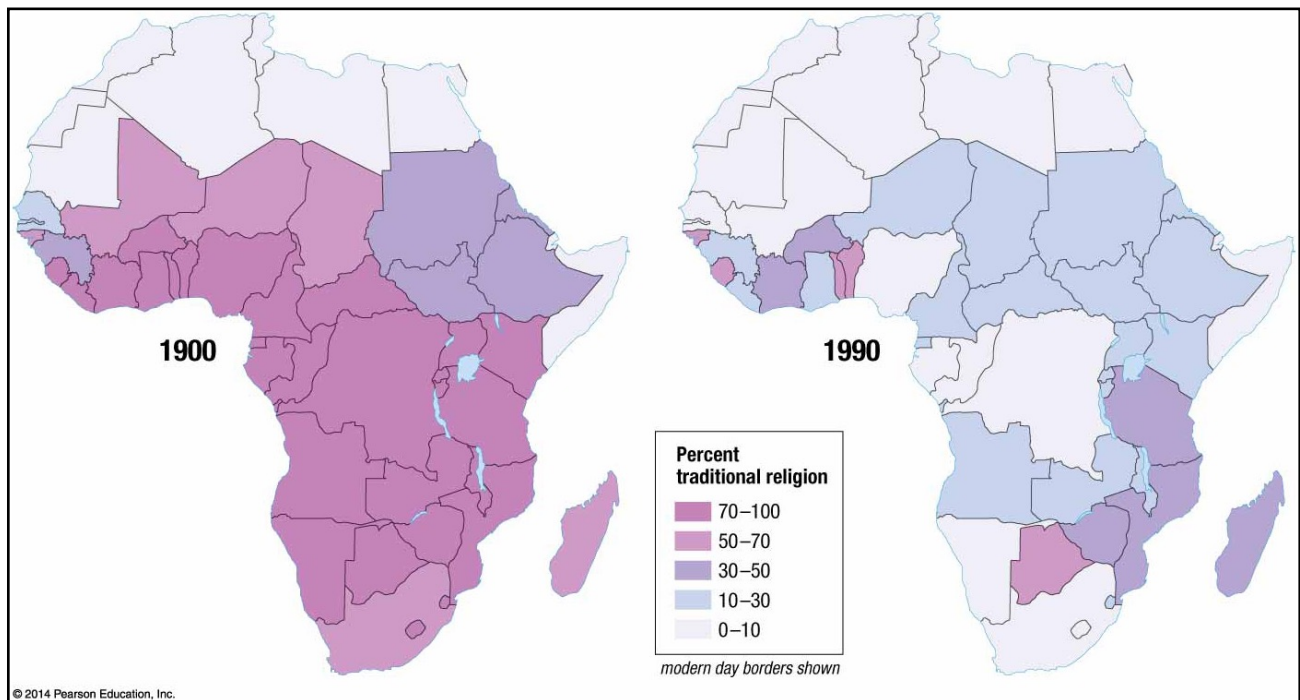 1900
1990
Percent
traditional religion
70–100
50–70
30–50
10–30
0–10
modern day borders shown
© 2014 Pearson Education, Inc.